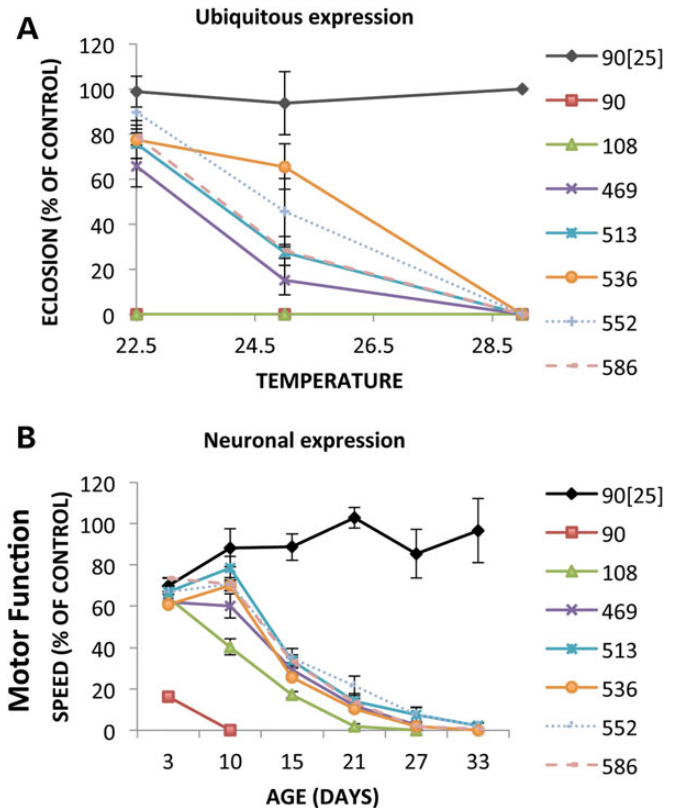 A
Ubiquitous expression
ECLOSION (% OF CONTROL)
120
100
80
60
40
20
0
22.5 24.5 26.5 28.5
TEMPERATURE
90[25]
90
108
469
513
536
552
586
B
Neuronal expression
Motor Function
SPEED (% OF CONTROL)
120
100
80
60
40
20
0
3 10 15 21 27 33
AGE (DAYS)
90[25]
90
108
469
513
536
552
586